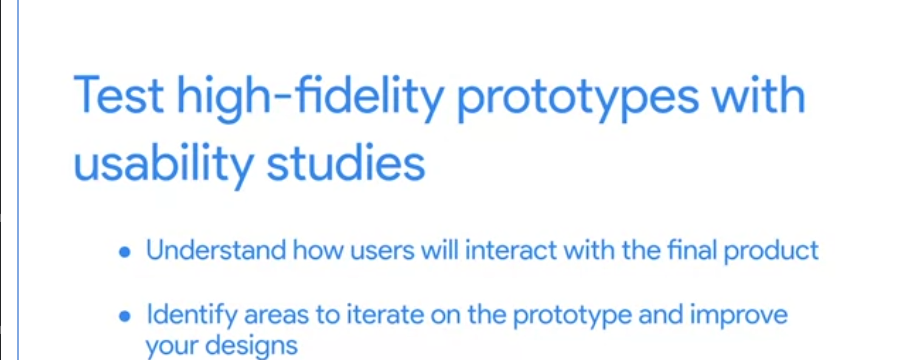 Test high-fidelity prototypes with
usability studies
● Understand how users will interact with the final product
● Identify areas to iterate on the prototype and improve
your designs